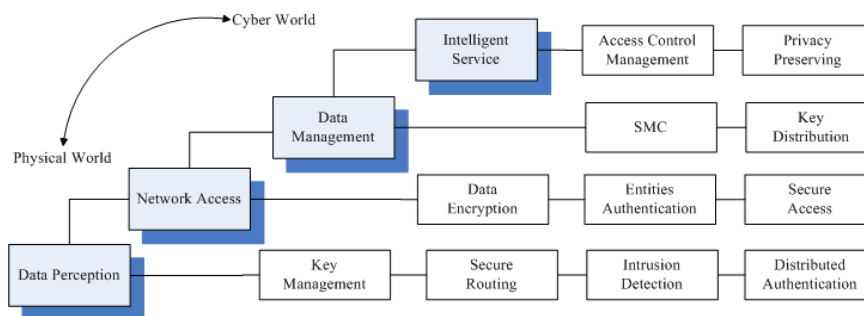 Cyber World
Intelligent
Service
Access Control
Management
Privacy
Preserving
Data
Management
SMC
Key
Distribution
Physical World
Network Access
Data
Encryption
Entities
Authentication
Secure
Access
Data Perception
Key
Management
Secure
Routing
Intrusion
Detection
Distributed
Authentication